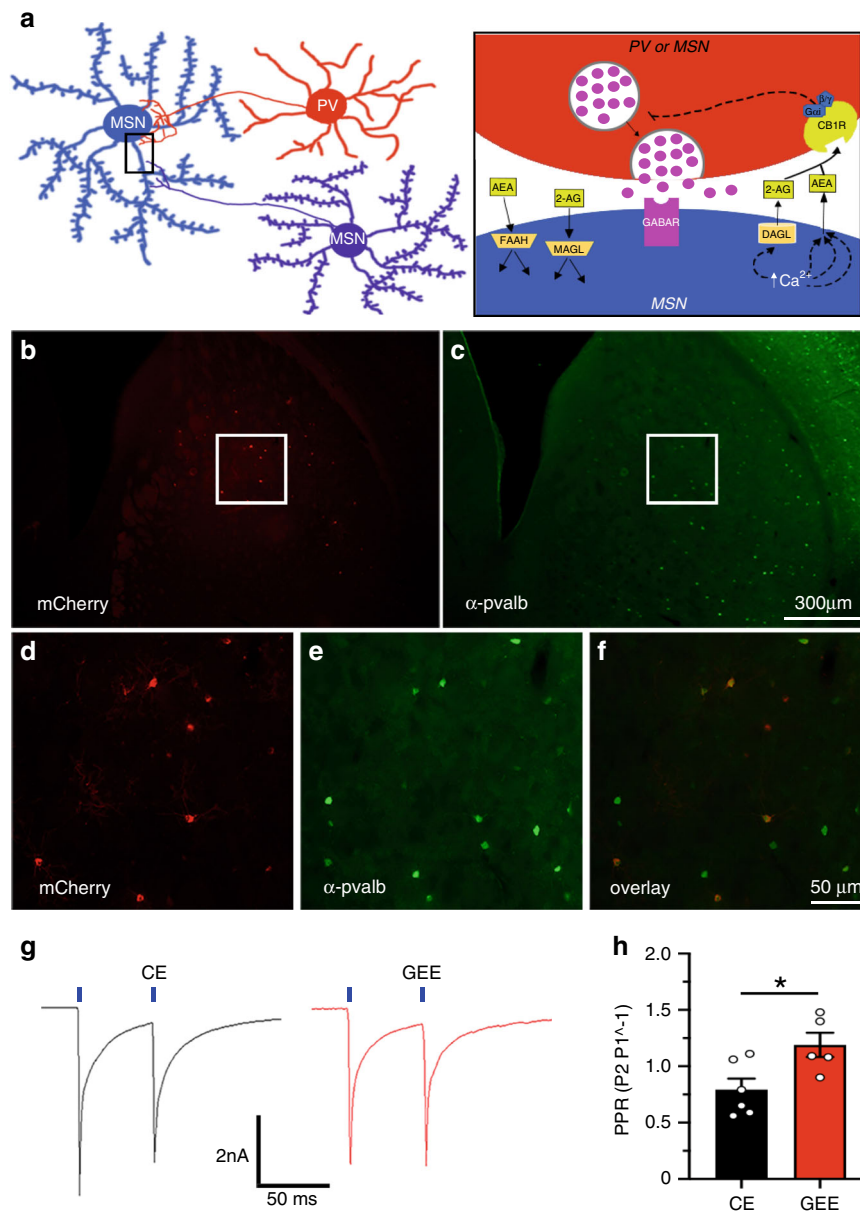 a
MSN
PV
MSN
PV or MSN
β/γ
Gαi
CB1R
AEA
2-AG
2-AG
AEA
GABAR
FAAH
MAGL
DAGL
↑Ca²⁺
MSN
b
mCherry
c
α-pvalb
300μm
d
mCherry
e
α-pvalb
f
overlay
50 μm
g
CE
GEE
2nA
50 ms
h
2.0
*
1.5
1.0
0.5
0
PPR (P2 P1^-1)
CE
GEE